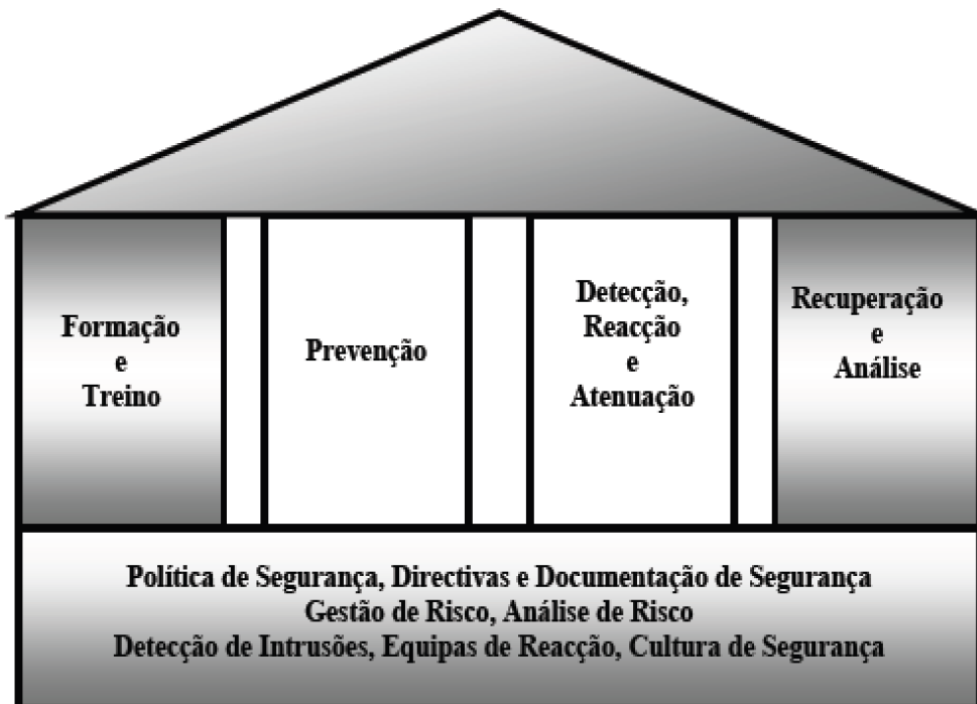 Formação
e
Treino
Prevenção
Detecção,
Reacção
e
Atenuação
Recuperação
e
Análise
Política de Segurança, Directivas e Documentação de Segurança
Gestão de Risco, Análise de Risco
Detecção de Intrusões, Equipas de Reacção, Cultura de Segurança